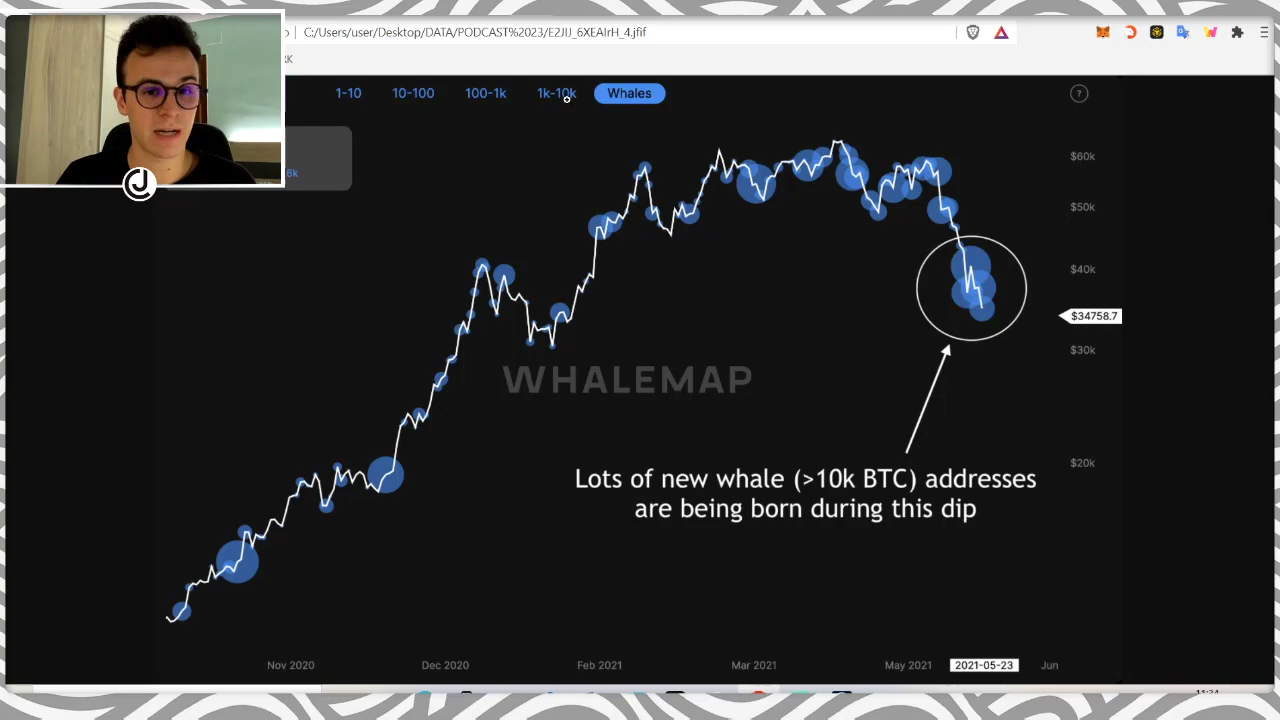 C:/Users/user/Desk ATA/PODCAST%2023/E2JIJ_6XEAIrH_4.jfif
1-10 10-100 100-1k 1k-10k Whales ?
$60k
$50k
$40k
$34758.7
$30k
WHALEMAP
Lots of new whale (>10k BTC) addresses
are being born during this dip
$20k
Nov 2020 Dec 2020 Feb 2021 Mar 2021 May 2021 2021-05-23 Jun